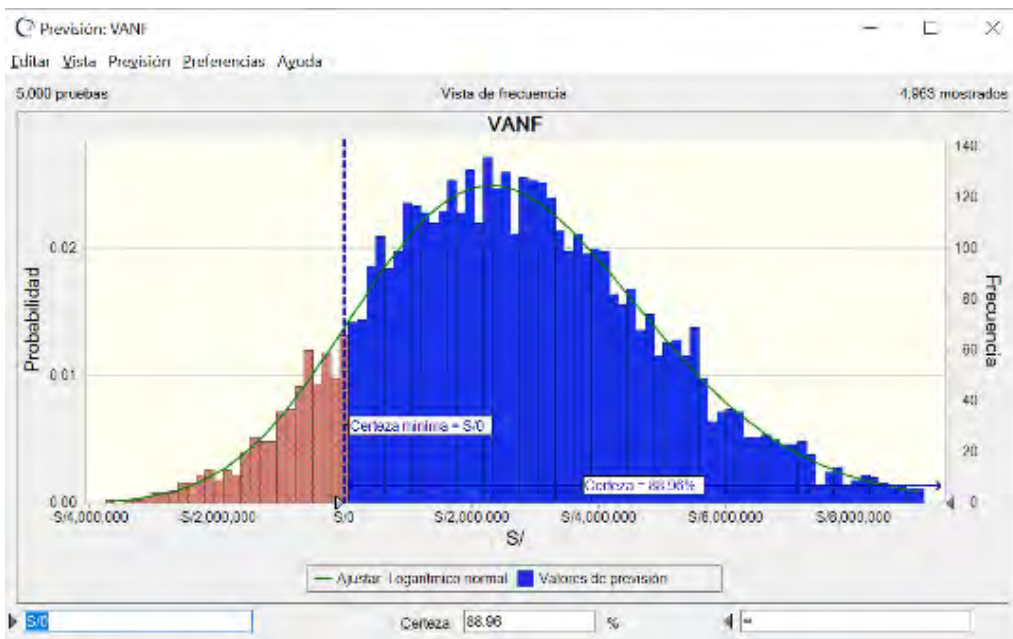 Previsión: VANF
Editar Vista Previsión Preferencias Ayuda
5,000 pruebas Vista de frecuencia 4,963 mostrados
VANF
Probabilidad
0.02
0.01
0.00
140
120
100
80
60
40
20
0
Frecuencia
Certeza mínima = S/0
Certeza = 88.96%
-S/4,000,000 -S/2,000,000 S/0 S/2,000,000 S/4,000,000 S/6,000,000 S/8,000,000
S/
Ajustar: Logarítmico normal Valores de previsión
S/0 Certeza: 88.96 % ∞